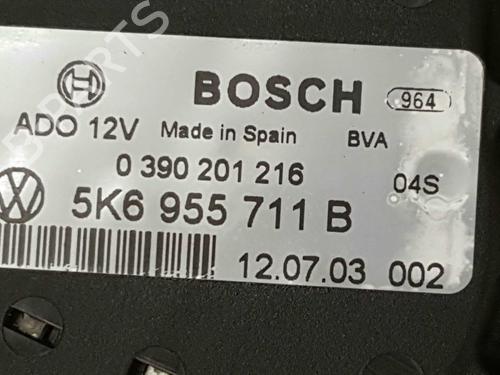 BOSCH 964
ADO 12V Made in Spain BVA
0 390 201 216 04S
5K6 955 711 B
12.07.03 002